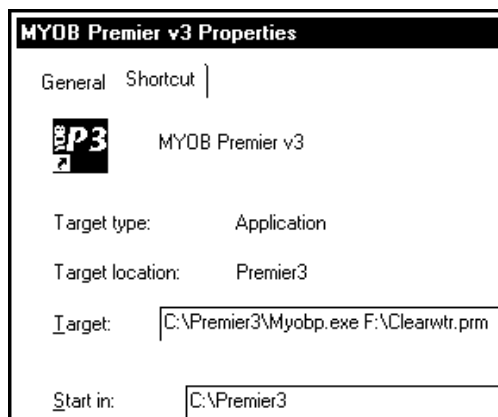 MYOB Premier v3 Properties
General Shortcut
MYOB P3 MYOB Premier v3
Target type: Application
Target location: Premier3
Target: C:\Premier3\Myobp.exe F:\Clearwtr.prm
Start in: C:\Premier3